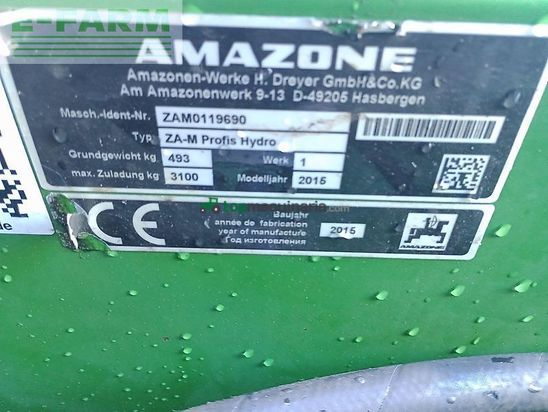 E-FARM
AMAZONE
Amazonen-Werke H. Dreyer GmbH&Co.KG
Am Amazonenwerk 9-13 D-49205 Hasbergen
Masch.-Ident-Nr. ZAM0119690
Typ ZA-M Profis Hydro
Grundgewicht kg 493 Werk 1
max. Zuladung kg 3100 Modelljahr 2015
CE
Baujahr
année de fabrication
year of manufacture 2015
Год изготовления
AMAZONE
de